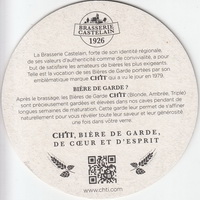 BRASSERIE
CASTELAIN
1926
La Brasserie Castelain, forte de son identité régionale,
de ses valeurs d'authenticité comme de convivialité, a pour
but de satisfaire les amateurs de bières les plus exigeants.
Telle est la vocation de ses Bières de Garde portées par son
emblématique marque CH'TI qui a vu le jour en 1979.
BIÈRE DE GARDE ?
Après le brassage, les Bières de Garde CH'TI (Blonde, Ambrée, Triple)
sont précieusement gardées et élevées dans nos caves pendant de
longues semaines de maturation. Cette garde leur permet de s'affiner
naturellement pour vous révéler toute leur saveur et leur générosité
une fois dans votre verre.
CH'TI, BIÈRE DE GARDE,
DE CŒUR ET D'ESPRIT
www.chti.com